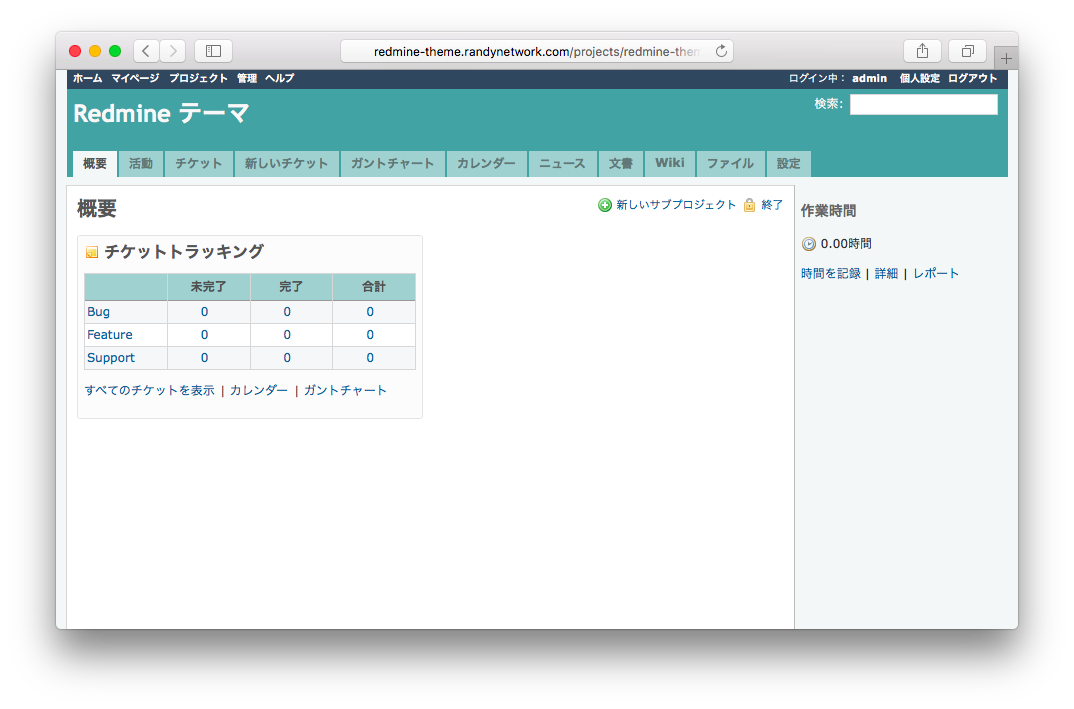 redmine-theme.randynetwork.com/projects/redmine-them
ホーム マイページ プロジェクト 管理 ヘルプ ログイン中： admin 個人設定 ログアウト
Redmine テーマ 検索:
概要 活動 チケット 新しいチケット ガントチャート カレンダー ニュース 文書 Wiki ファイル 設定
概要 新しいサブプロジェクト 終了
チケットトラッキング
未完了 完了 合計
Bug 0 0 0
Feature 0 0 0
Support 0 0 0
すべてのチケットを表示 | カレンダー | ガントチャート
作業時間
0.00時間
時間を記録 | 詳細 | レポート